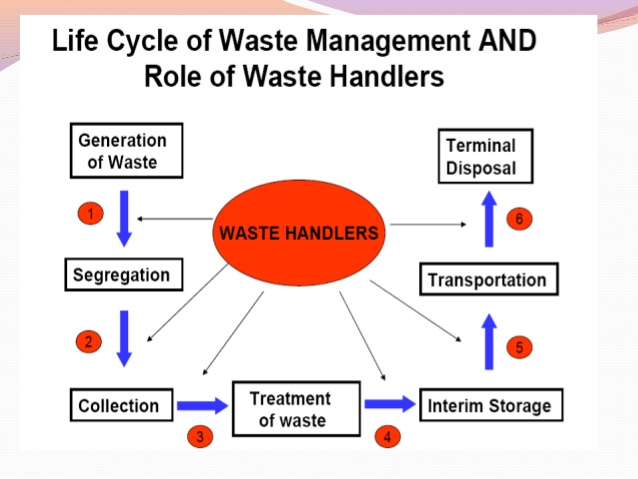 Life Cycle of Waste Management AND
Role of Waste Handlers
Generation
of Waste
Terminal
Disposal
1
WASTE HANDLERS
6
Segregation
Transportation
2
5
Collection
Treatment
of waste
Interim Storage
3
4